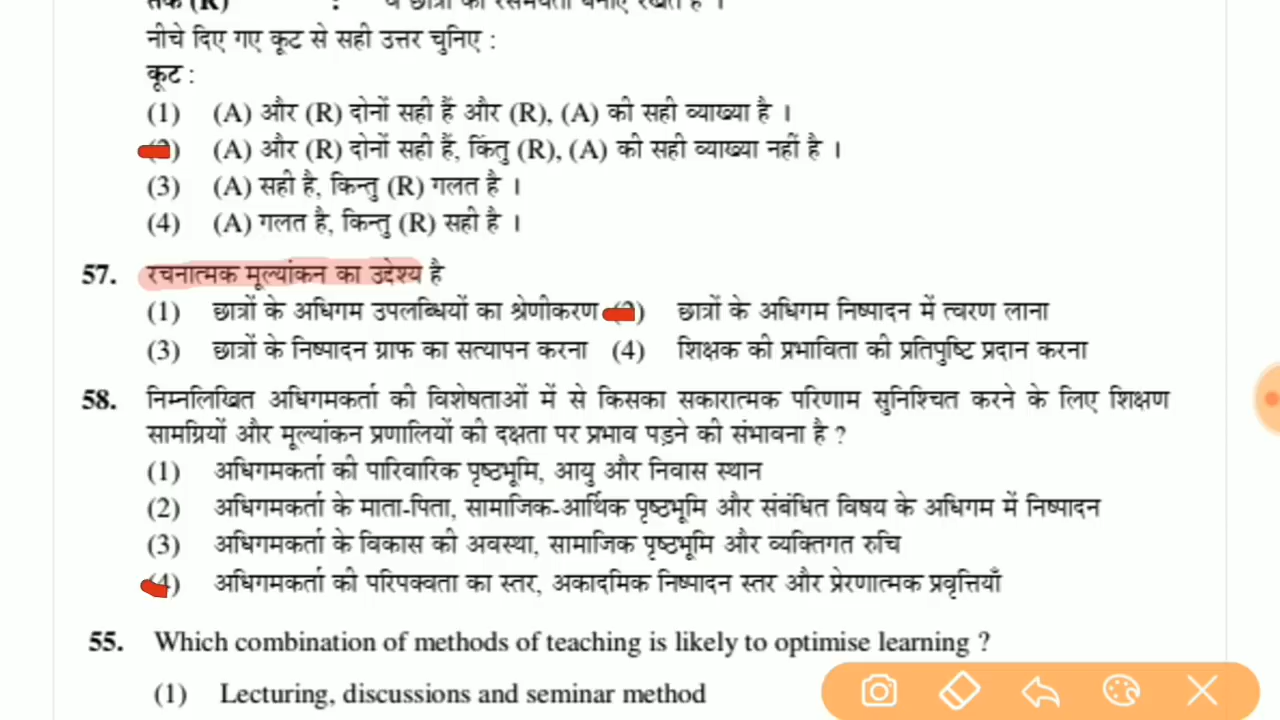 नीचे दिए गए कूट से सही उत्तर चुनिए :
कूट :
(1) (A) और (R) दोनों सही हैं और (R), (A) की सही व्याख्या है ।
(A) और (R) दोनों सही हैं, किंतु (R), (A) की सही व्याख्या नहीं है ।
(3) (A) सही है, किन्तु (R) गलत है ।
(4) (A) गलत है, किन्तु (R) सही है ।
57. रचनात्मक मूल्यांकन का उद्देश्य है
(1) छात्रों के अधिगम उपलब्धियों का श्रेणीकरण छात्रों के अधिगम निष्पादन में त्वरण लाना
(3) छात्रों के निष्पादन ग्राफ का सत्यापन करना (4) शिक्षक की प्रभाविता की प्रतिपुष्टि प्रदान करना
58. निम्नलिखित अधिगमकर्ता की विशेषताओं में से किसका सकारात्मक परिणाम सुनिश्चित करने के लिए शिक्षण
सामग्रियों और मूल्यांकन प्रणालियों की दक्षता पर प्रभाव पड़ने की संभावना है ?
(1) अधिगमकर्ता की पारिवारिक पृष्ठभूमि, आयु और निवास स्थान
(2) अधिगमकर्ता के माता-पिता, सामाजिक-आर्थिक पृष्ठभूमि और संबंधित विषय के अधिगम में निष्पादन
(3) अधिगमकर्ता के विकास की अवस्था, सामाजिक पृष्ठभूमि और व्यक्तिगत रुचि
(4) अधिगमकर्ता की परिपक्वता का स्तर, अकादमिक निष्पादन स्तर और प्रेरणात्मक प्रवृत्तियाँ
55. Which combination of methods of teaching is likely to optimise learning ?
(1) Lecturing, discussions and seminar method